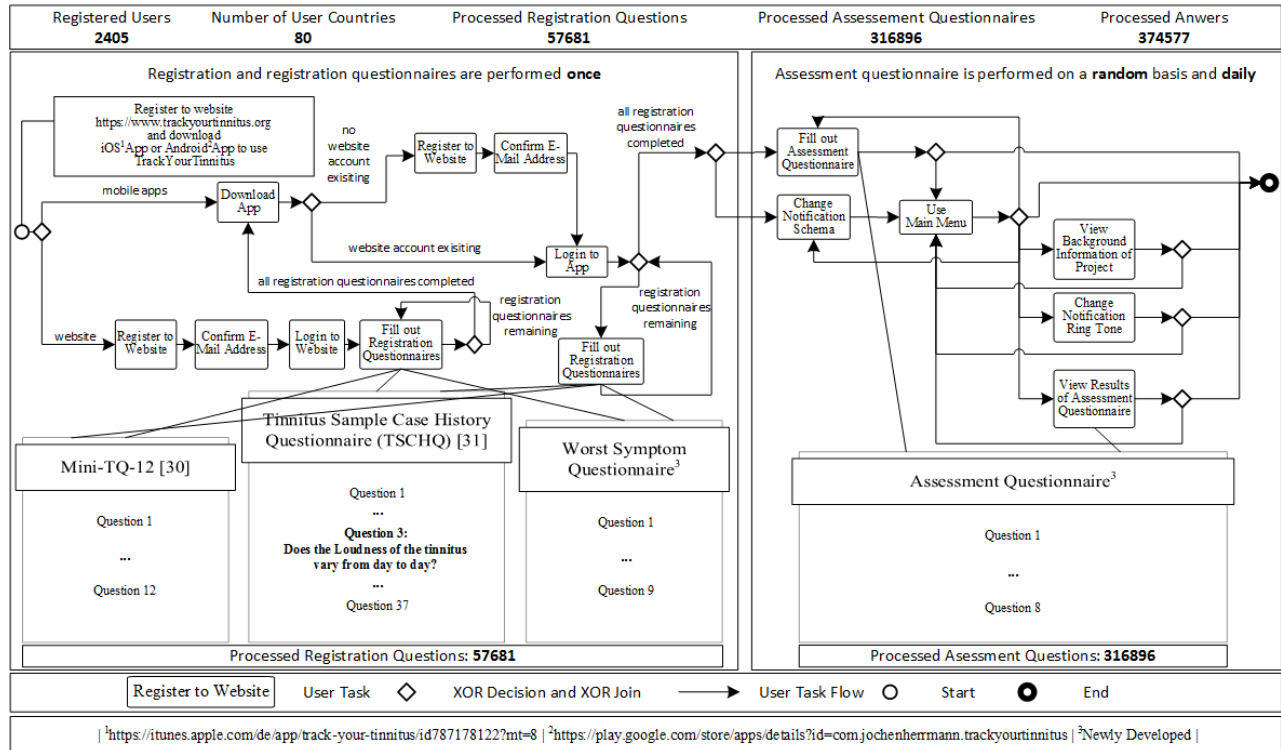 Registered Users
2405
Number of User Countries
80
Processed Registration Questions
57681
Processed Assessement Questionnaires
316896
Processed Anwers
374577
Registration and registration questionnaires are performed once
Register to website
https://www.trackyourtinnitus.org
and download
iOS¹App or Android²App to use
TrackYourTinnitus
mobile apps
Download
App
no
website
account
exisiting
Register to
Website
Confirm E-
Mail Address
all registration
questionnaires
completed
website account exisiting
Login to
App
all registration questionnaires completed
website
Register to
Website
Confirm E-
Mail Address
Login to
Website
Fill out
Registration
Questionnaires
registration
questionnaires
remaining
registration
questionnaires
remaining
Fill out
Registration
Questionnaires
Mini-TQ-12 [30]
Question 1
...
Question 12
Tinnitus Sample Case History
Questionnaire (TSCHQ) [31]
Question 1
...
Question 3:
Does the Loudness of the tinnitus
vary from day to day?
...
Question 37
Worst Symptom
Questionnaire³
Question 1
...
Question 9
Processed Registration Questions: 57681
Assessment questionnaire is performed on a random basis and daily
Fill out
Assessment
Questionnaire
Change
Notification
Schema
Use
Main Menu
View
Background
Information of
Project
Change
Notification
Ring Tone
View Results
of Assessment
Questionnaire
Assessment Questionnaire³
Question 1
...
Question 8
Processed Asessment Questions: 316896
Register to Website
User Task
XOR Decision and XOR Join
User Task Flow
Start
End
| ¹https://itunes.apple.com/de/app/track-your-tinnitus/id787178122?mt=8 | ²https://play.google.com/store/apps/details?id=com.jochenherrmann.trackyourtinnitus | ³Newly Developed |